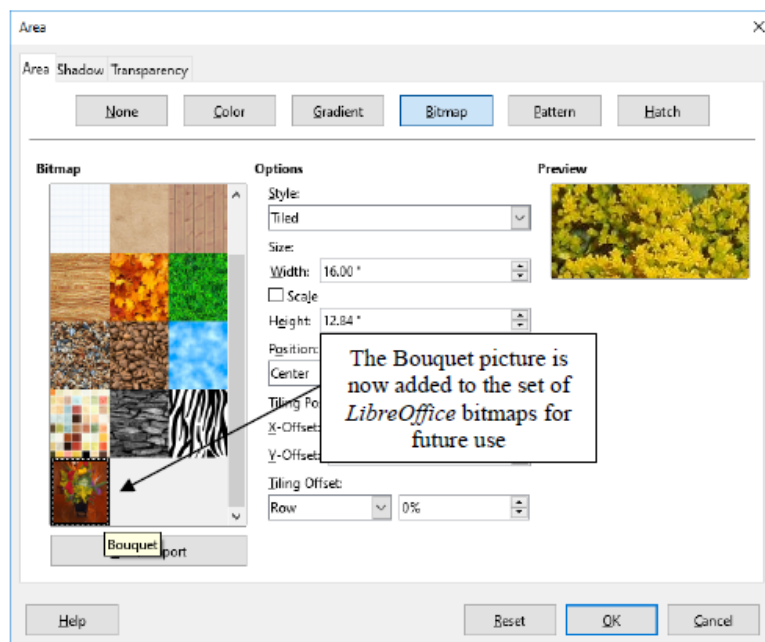 Area
Area Shadow Transparency
None Color Gradient Bitmap Pattern Hatch
Bitmap
Options
Preview
Style:
Tiled
Size:
Width: 16.00 "
Scale
Height: 12.84 "
Position:
Center
Tiling Po
X-Offset:
Y-Offset:
Tiling Offset:
Row 0%
The Bouquet picture is
now added to the set of
LibreOffice bitmaps for
future use
Bouquet
port
Help Reset OK Cancel